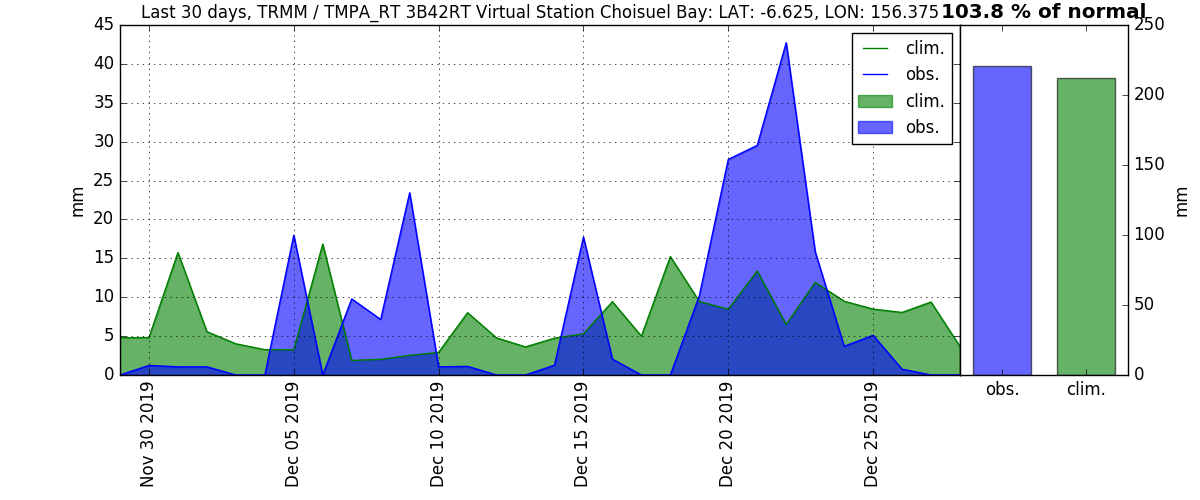 Last 30 days, TRMM / TMPA_RT 3B42RT Virtual Station Choisuel Bay: LAT: -6.625, LON: 156.375
103.8 % of normal
45
40
35
30
25
20
15
10
5
0
mm
Nov 30 2019
Dec 05 2019
Dec 10 2019
Dec 15 2019
Dec 20 2019
Dec 25 2019
clim.
obs.
clim.
obs.
250
200
150
100
50
0
mm
obs.
clim.